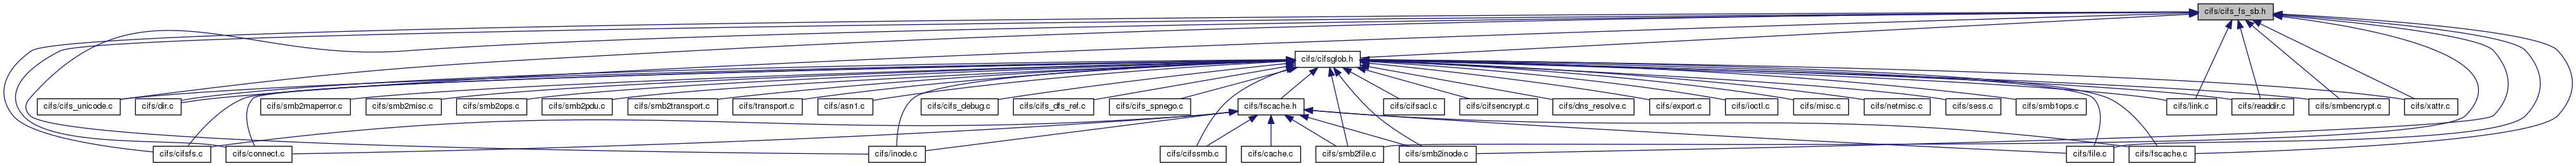 cifs/cifs_fs_sb.h
cifs/cifsglob.h
cifs/cifs_unicode.c
cifs/dir.c
cifs/smb2maperror.c
cifs/smb2misc.c
cifs/smb2ops.c
cifs/smb2pdu.c
cifs/smb2transport.c
cifs/transport.c
cifs/asn1.c
cifs/cifs_debug.c
cifs/cifs_dfs_ref.c
cifs/cifs_spnego.c
cifs/fscache.h
cifs/cifsacl.c
cifs/cifsencrypt.c
cifs/dns_resolve.c
cifs/export.c
cifs/ioctl.c
cifs/misc.c
cifs/netmisc.c
cifs/sess.c
cifs/smb1ops.c
cifs/link.c
cifs/readdir.c
cifs/smbencrypt.c
cifs/xattr.c
cifs/cifsfs.c
cifs/connect.c
cifs/inode.c
cifs/cifssmb.c
cifs/cache.c
cifs/smb2file.c
cifs/smb2inode.c
cifs/file.c
cifs/fscache.c